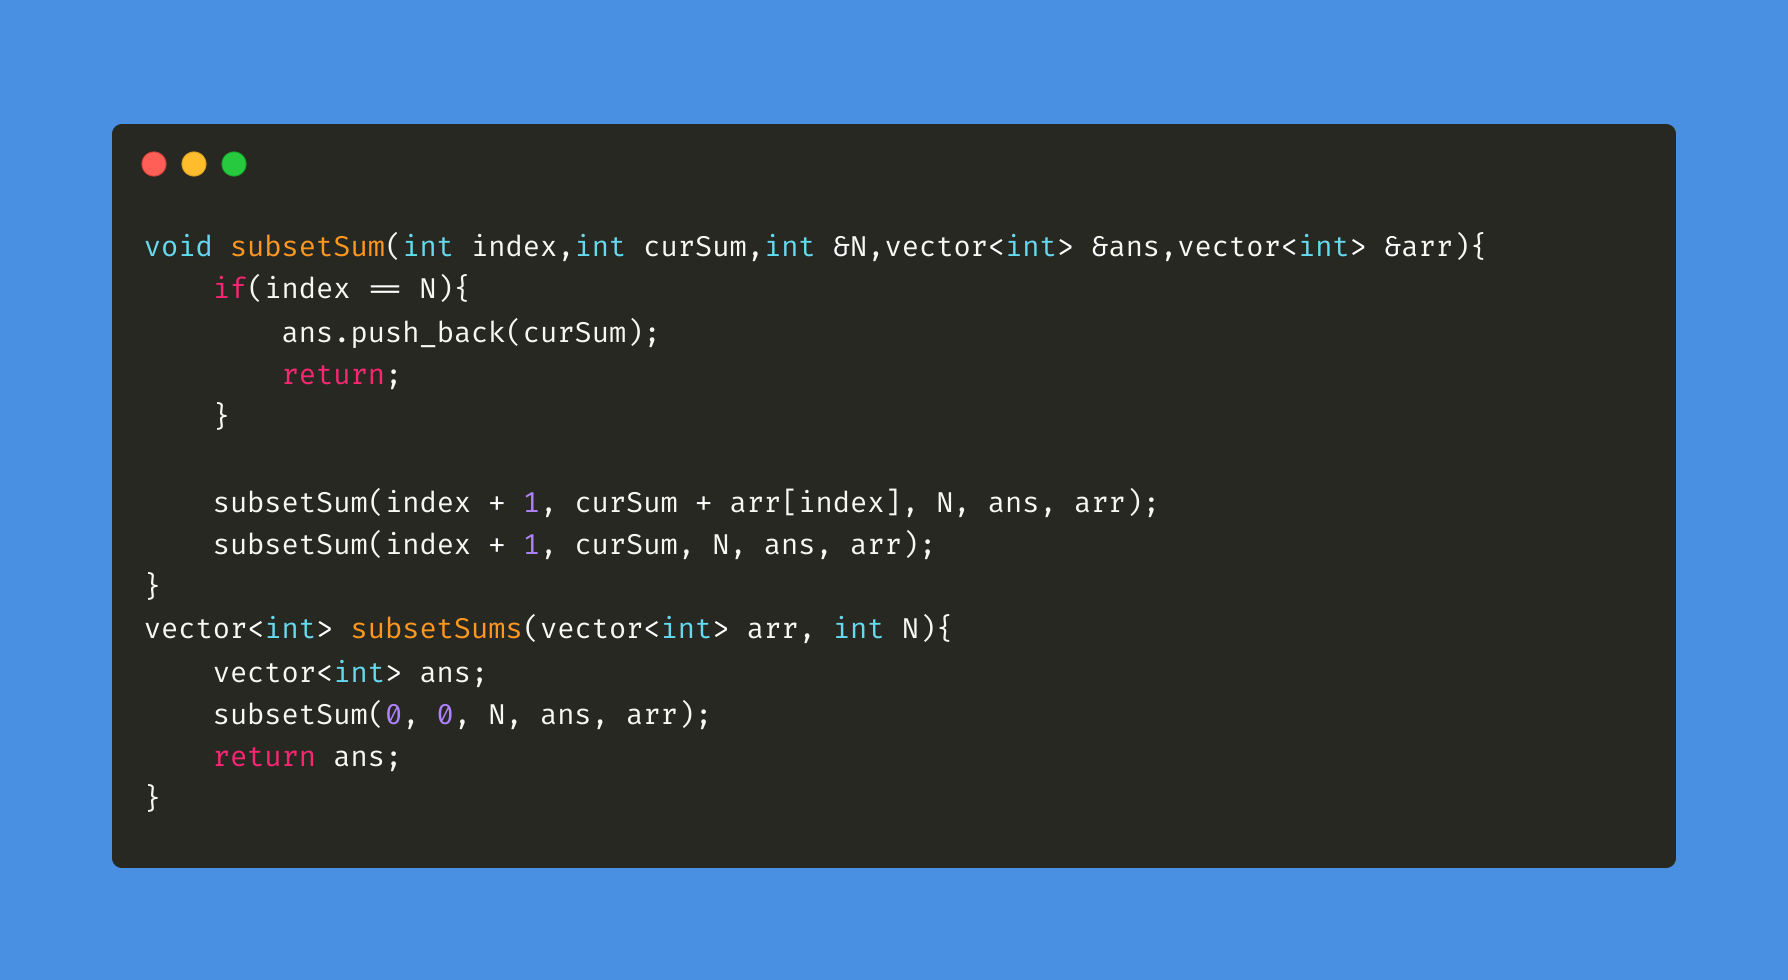 void subsetSum(int index,int curSum,int &N,vector<int> &ans,vector<int> &arr){
    if(index == N){
        ans.push_back(curSum);
        return;
    }

    subsetSum(index + 1, curSum + arr[index], N, ans, arr);
    subsetSum(index + 1, curSum, N, ans, arr);
}
vector<int> subsetSums(vector<int> arr, int N){
    vector<int> ans;
    subsetSum(0, 0, N, ans, arr);
    return ans;
}